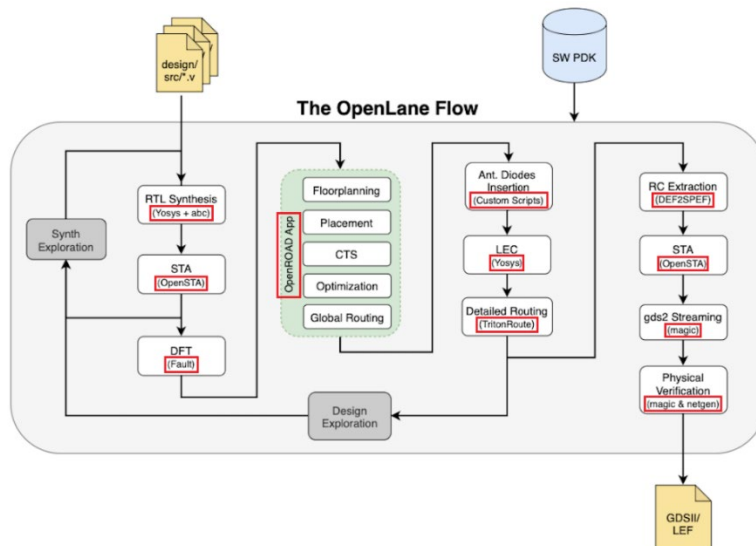 design/
src/*.v
SW PDK
The OpenLane Flow
Synth
Exploration
RTL Synthesis
(Yosys + abc)
STA
(OpenSTA)
DFT
(Fault)
OpenROAD App
Floorplanning
Placement
CTS
Optimization
Global Routing
Ant. Diodes
Insertion
(Custom Scripts)
LEC
(Yosys)
Detailed Routing
(TritonRoute)
Design
Exploration
RC Extraction
(DEF2SPEF)
STA
(OpenSTA)
gds2 Streaming
(magic)
Physical
Verification
(magic & netgen)
GDSII/
LEF